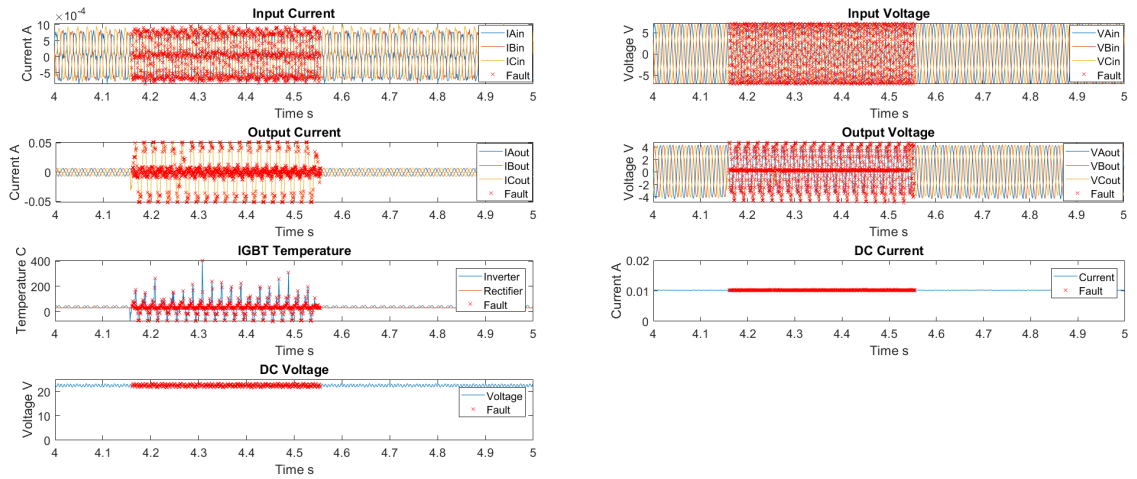 Input Current
×10⁻⁴
Current A
10
5
0
-5
IAin
IBin
ICin
Fault
4 4.1 4.2 4.3 4.4 4.5 4.6 4.7 4.8 4.9 5
Time s
Input Voltage
Voltage V
5
0
-5
VAin
VBin
VCin
Fault
4 4.1 4.2 4.3 4.4 4.5 4.6 4.7 4.8 4.9 5
Time s
Output Current
Current A
0.05
0
-0.05
IAout
IBout
ICout
Fault
4 4.1 4.2 4.3 4.4 4.5 4.6 4.7 4.8 4.9 5
Time s
Output Voltage
Voltage V
4
2
0
-2
-4
VAout
VBout
VCout
Fault
4 4.1 4.2 4.3 4.4 4.5 4.6 4.7 4.8 4.9 5
Time s
IGBT Temperature
Temperature C
400
200
0
Inverter
Rectifier
Fault
4 4.1 4.2 4.3 4.4 4.5 4.6 4.7 4.8 4.9 5
Time s
DC Current
Current A
0.02
0.01
0
Current
Fault
4 4.1 4.2 4.3 4.4 4.5 4.6 4.7 4.8 4.9 5
Time s
DC Voltage
Voltage V
20
10
0
Voltage
Fault
4 4.1 4.2 4.3 4.4 4.5 4.6 4.7 4.8 4.9 5
Time s